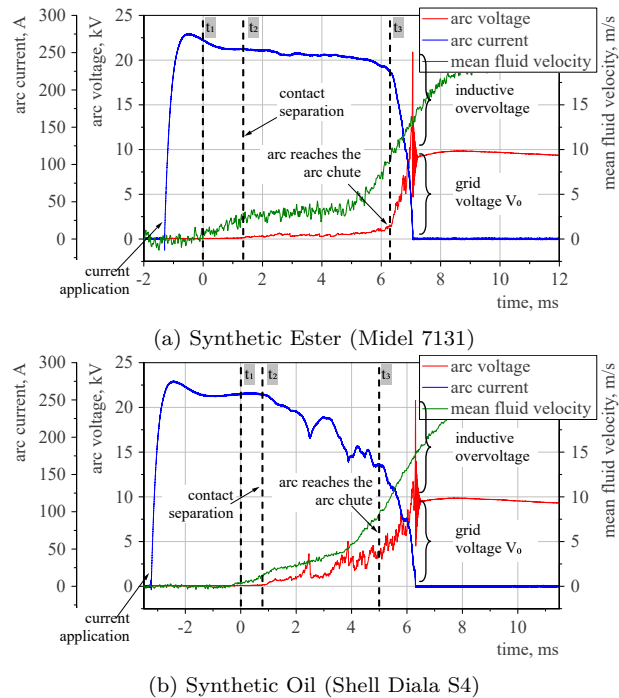 arc current, A
arc voltage, kV
mean fluid velocity, m/s
300
250
200
150
100
50
0
25
20
15
10
5
0
25
15
10
5
0
t₁
t₂
t₃
arc voltage
arc current
mean fluid velocity
contact
separation
inductive
overvoltage
arc reaches the
arc chute
grid
voltage V₀
current
application
-2 0 2 4 6 8 10 12
time, ms
(a) Synthetic Ester (Midel 7131)
arc current, A
arc voltage, kV
mean fluid velocity, m/s
300
250
200
150
100
50
0
25
20
15
10
5
0
15
10
5
0
t₁
t₂
t₃
arc voltage
arc current
mean fluid velocity
inductive
overvoltage
arc reaches the
arc chute
contact
separation
grid
voltage V₀
current
application
-2 0 2 4 6 8 10
time, ms
(b) Synthetic Oil (Shell Diala S4)